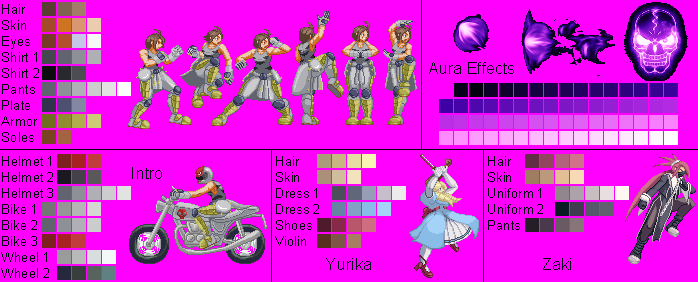 Hair
Skin
Eyes
Shirt 1
Shirt 2
Pants
Plate
Armor
Soles
Aura Effects
Helmet 1
Helmet 2
Helmet 3
Bike 1
Bike 2
Bike 3
Wheel 1
Wheel 2
Intro
Hair
Skin
Dress 1
Dress 2
Shoes
Violin
Yurika
Hair
Skin
Uniform 1
Uniform 2
Pants
Zaki